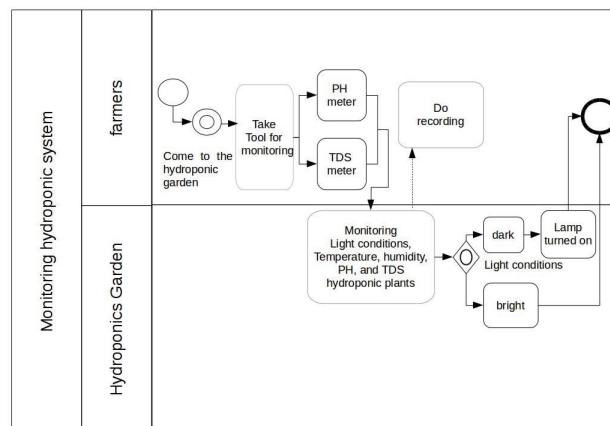 Monitoring hydroponic system
farmers
Come to the
hydroponic
garden
Take
Tool for
monitoring
PH
meter
TDS
meter
Do
recording
Hydroponics Garden
Monitoring
Light conditions,
Temperature, humidity,
PH, and TDS
hydroponic plants
dark
Lamp
turned on
Light conditions
bright